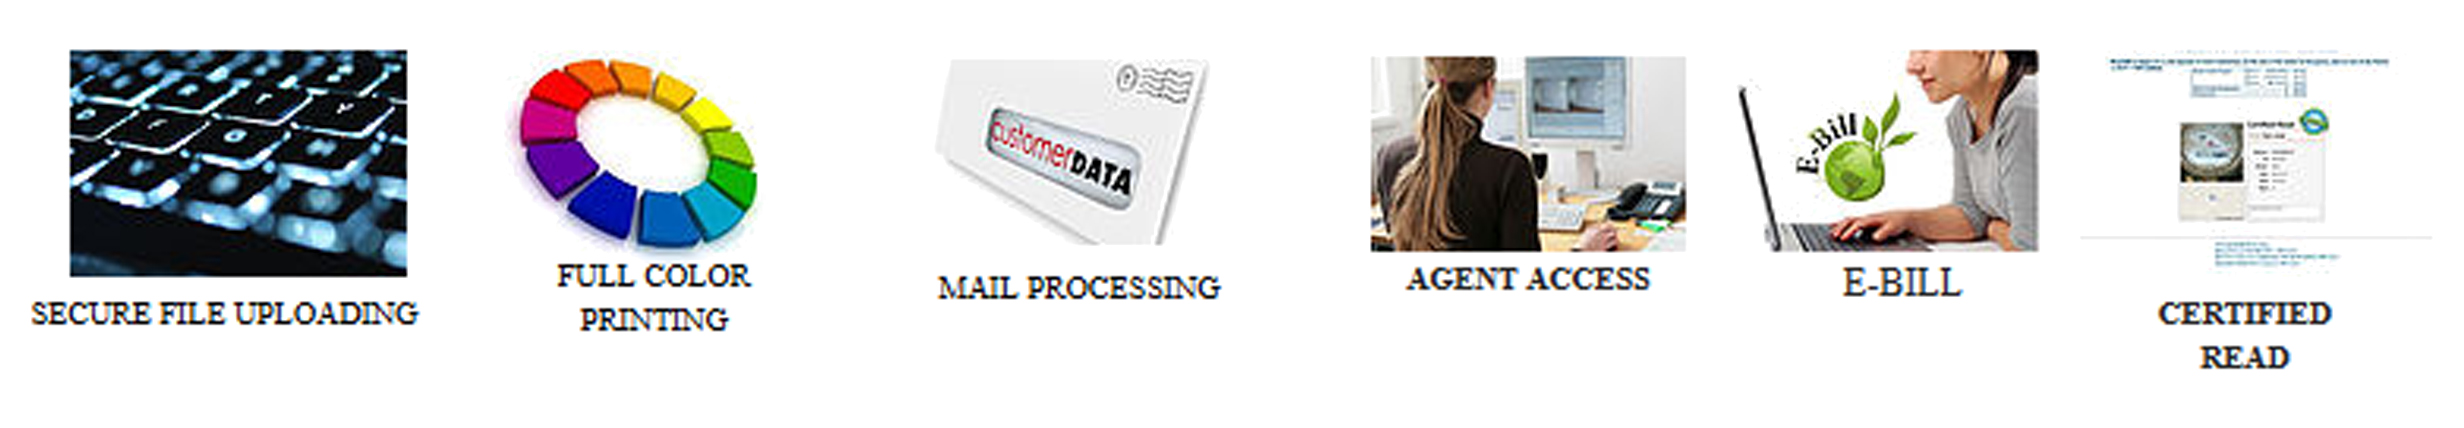 SECURE FILE UPLOADING
FULL COLOR
PRINTING
customerDATA
MAIL PROCESSING
AGENT ACCESS
E-Bill
E-BILL
CERTIFIED
READ